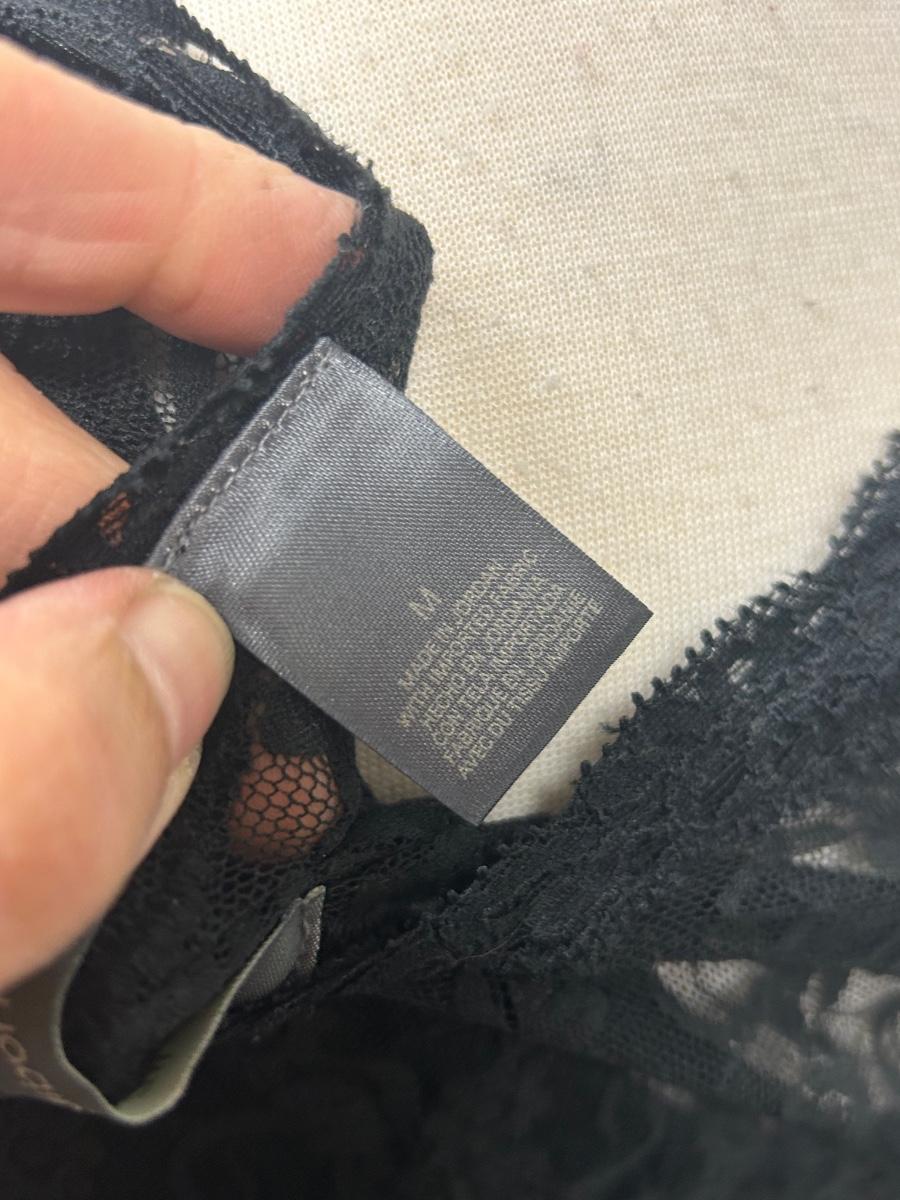 M
MADE IN JORDAN
WITH IMPORTED FABRIC
HECHO EN JORDANIA
CON TELA IMPORTADA
FABRIQUÉ EN JORDANIE
AVEC DU TISSU IMPORTÉ